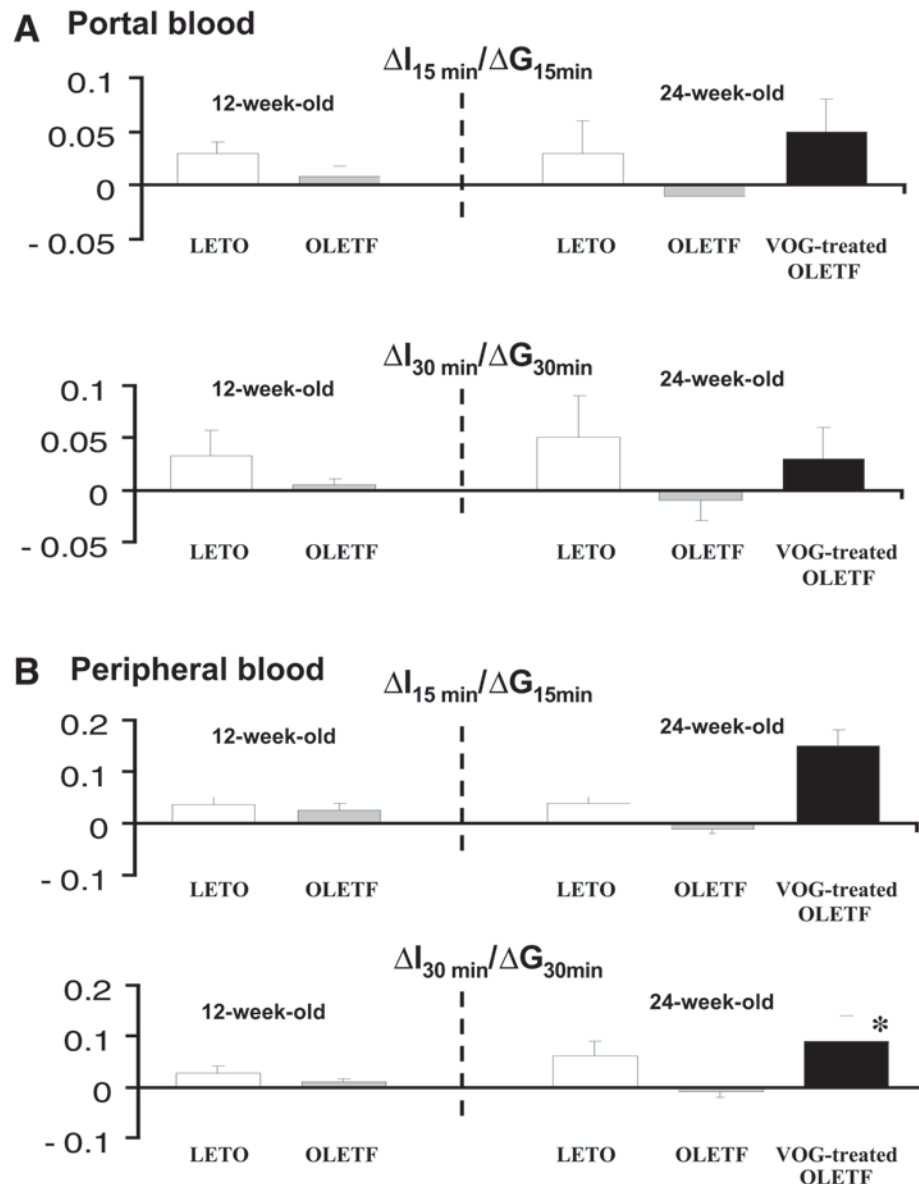 A Portal blood
ΔI15 min/ΔG15min
12-week-old
24-week-old
0.1
0.05
0
- 0.05
LETO
OLETF
LETO
OLETF
VOG-treated
OLETF
ΔI30 min/ΔG30min
12-week-old
24-week-old
0.1
0.05
0
- 0.05
LETO
OLETF
LETO
OLETF
VOG-treated
OLETF
B Peripheral blood
ΔI15 min/ΔG15min
12-week-old
24-week-old
0.2
0.1
0
- 0.1
LETO
OLETF
LETO
OLETF
VOG-treated
OLETF
ΔI30 min/ΔG30min
12-week-old
24-week-old
0.2
0.1
0
- 0.1
*
LETO
OLETF
LETO
OLETF
VOG-treated
OLETF